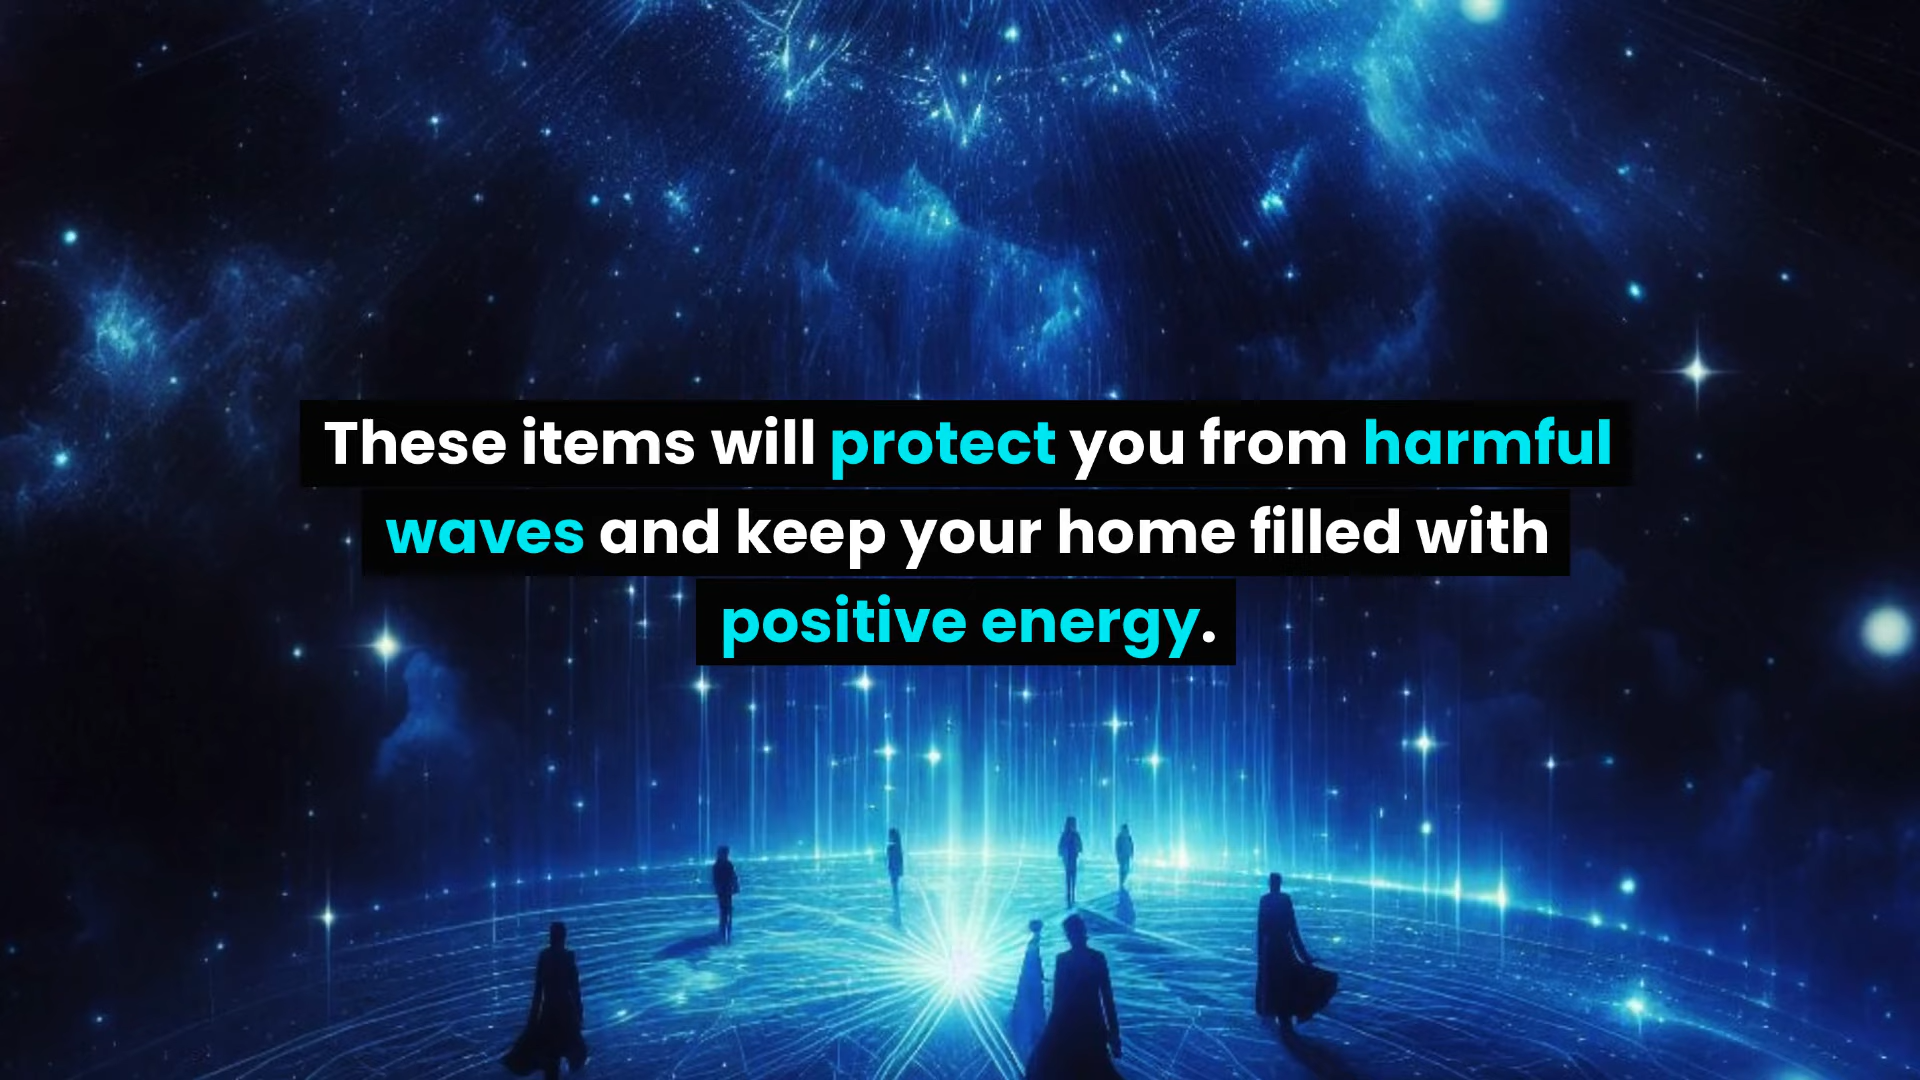 These items will protect you from harmful
waves and keep your home filled with
positive energy.